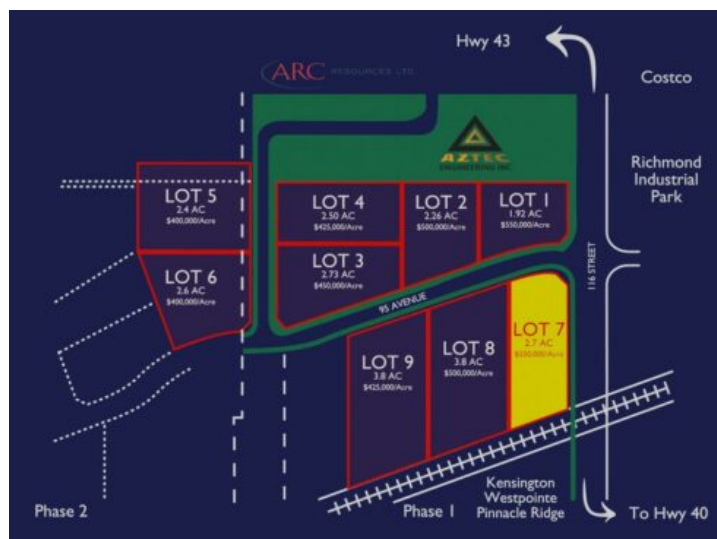 Hwy 43
ARC
RESOURCES LTD.
Costco
AZTEC
ENGINEERING INC.
Richmond
Industrial
Park
LOT 5
2.4 AC
$400,000/Acre
LOT 4
2.50 AC
$425,000/Acre
LOT 2
2.26 AC
$500,000/Acre
LOT 1
1.92 AC
$550,000/Acre
LOT 6
2.6 AC
$400,000/Acre
LOT 3
2.73 AC
$450,000/Acre
116 STREET
95 AVENUE
LOT 9
3.8 AC
$425,000/Acre
LOT 8
3.8 AC
$500,000/Acre
LOT 7
2.7 AC
$550,000/Acre
Phase 2
Phase 1
Kensington
Westpointe
Pinnacle Ridge
To Hwy 40